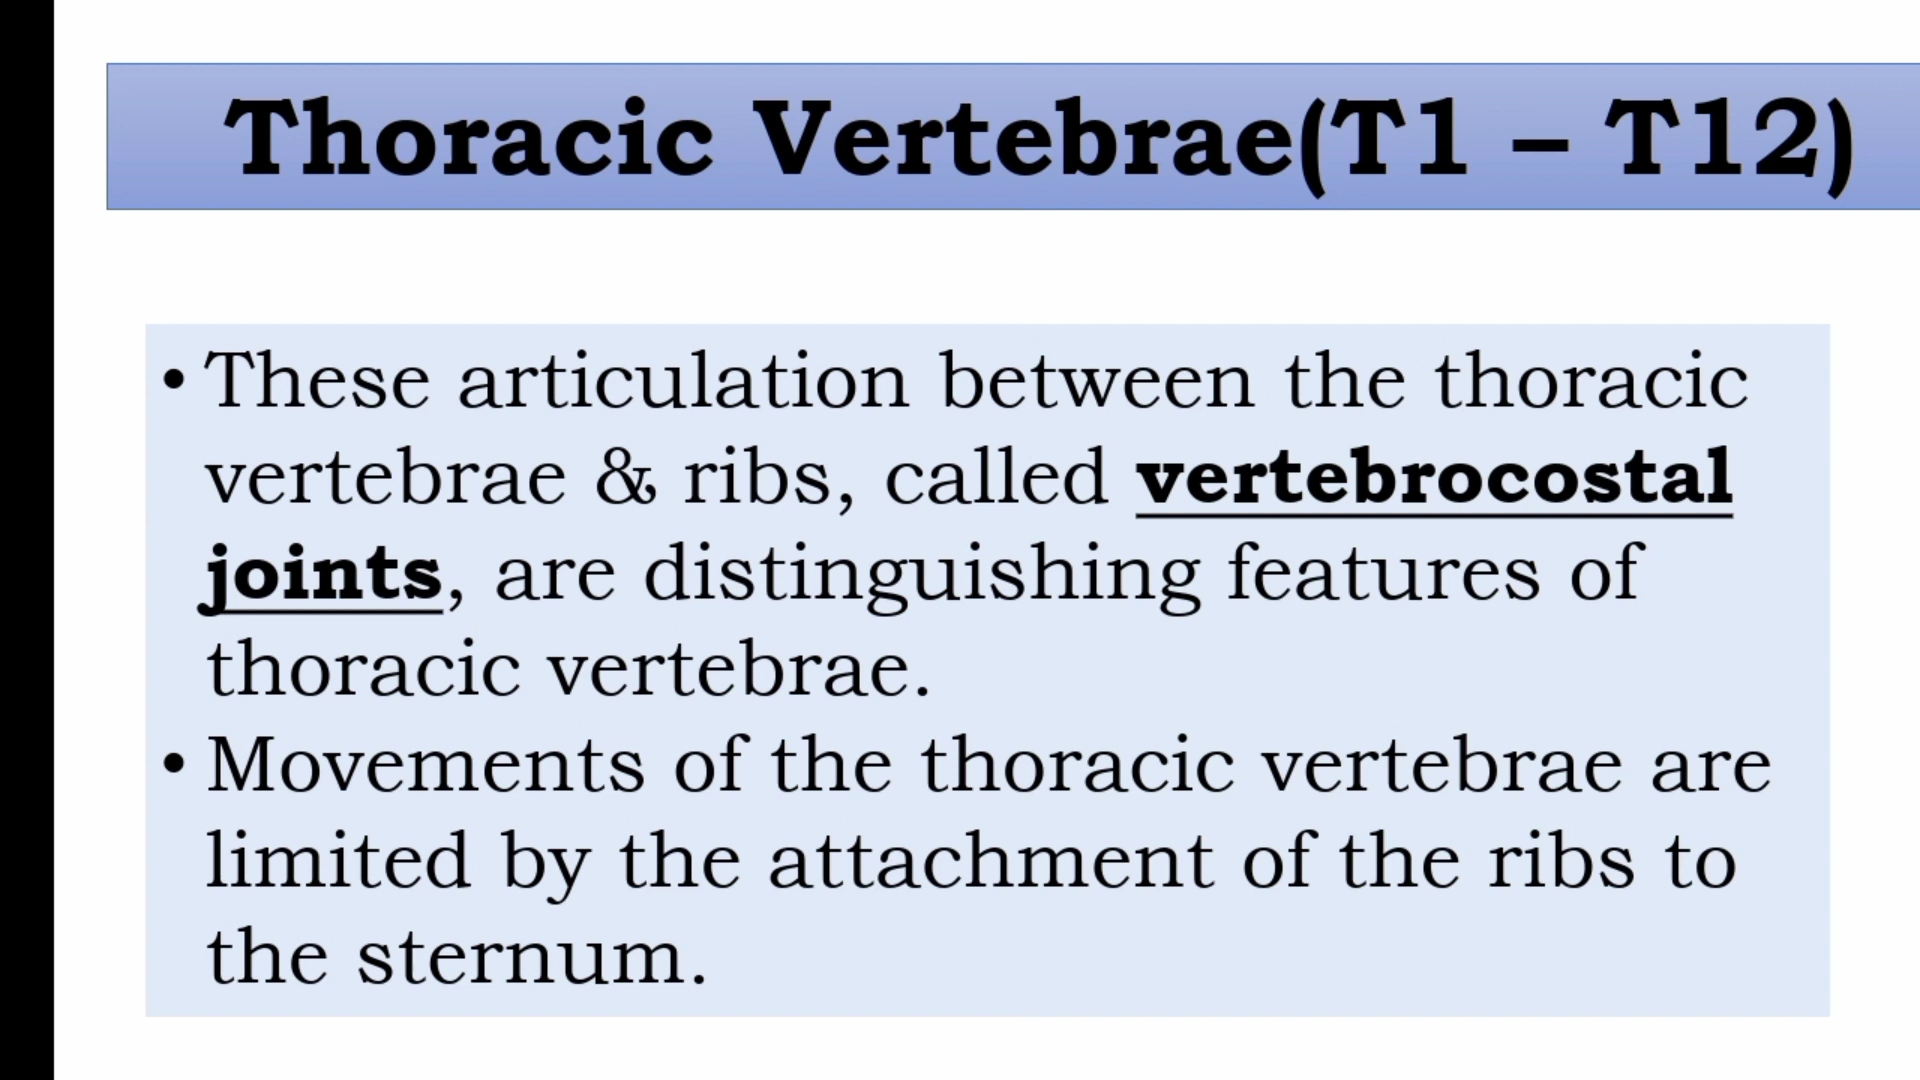 Thoracic Vertebrae(T1 – T12)
• These articulation between the thoracic
vertebrae & ribs, called vertebrocostal
joints, are distinguishing features of
thoracic vertebrae.
• Movements of the thoracic vertebrae are
limited by the attachment of the ribs to
the sternum.